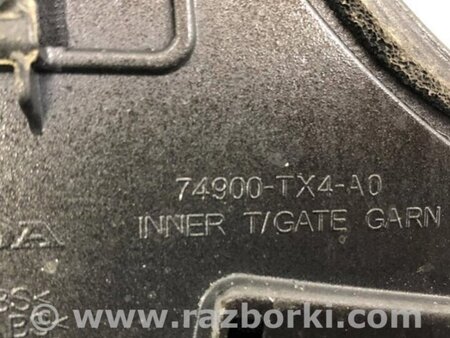 74900-TX4-A0
INNER T/GATE GARN
www.razborki.com